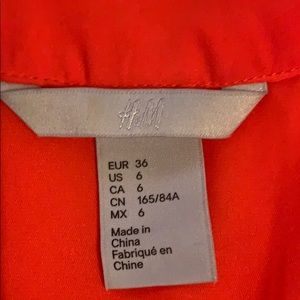 H&M
EUR 36
US 6
CA 6
CN 165/84A
MX 6
Made in
China
Fabriqué en
Chine